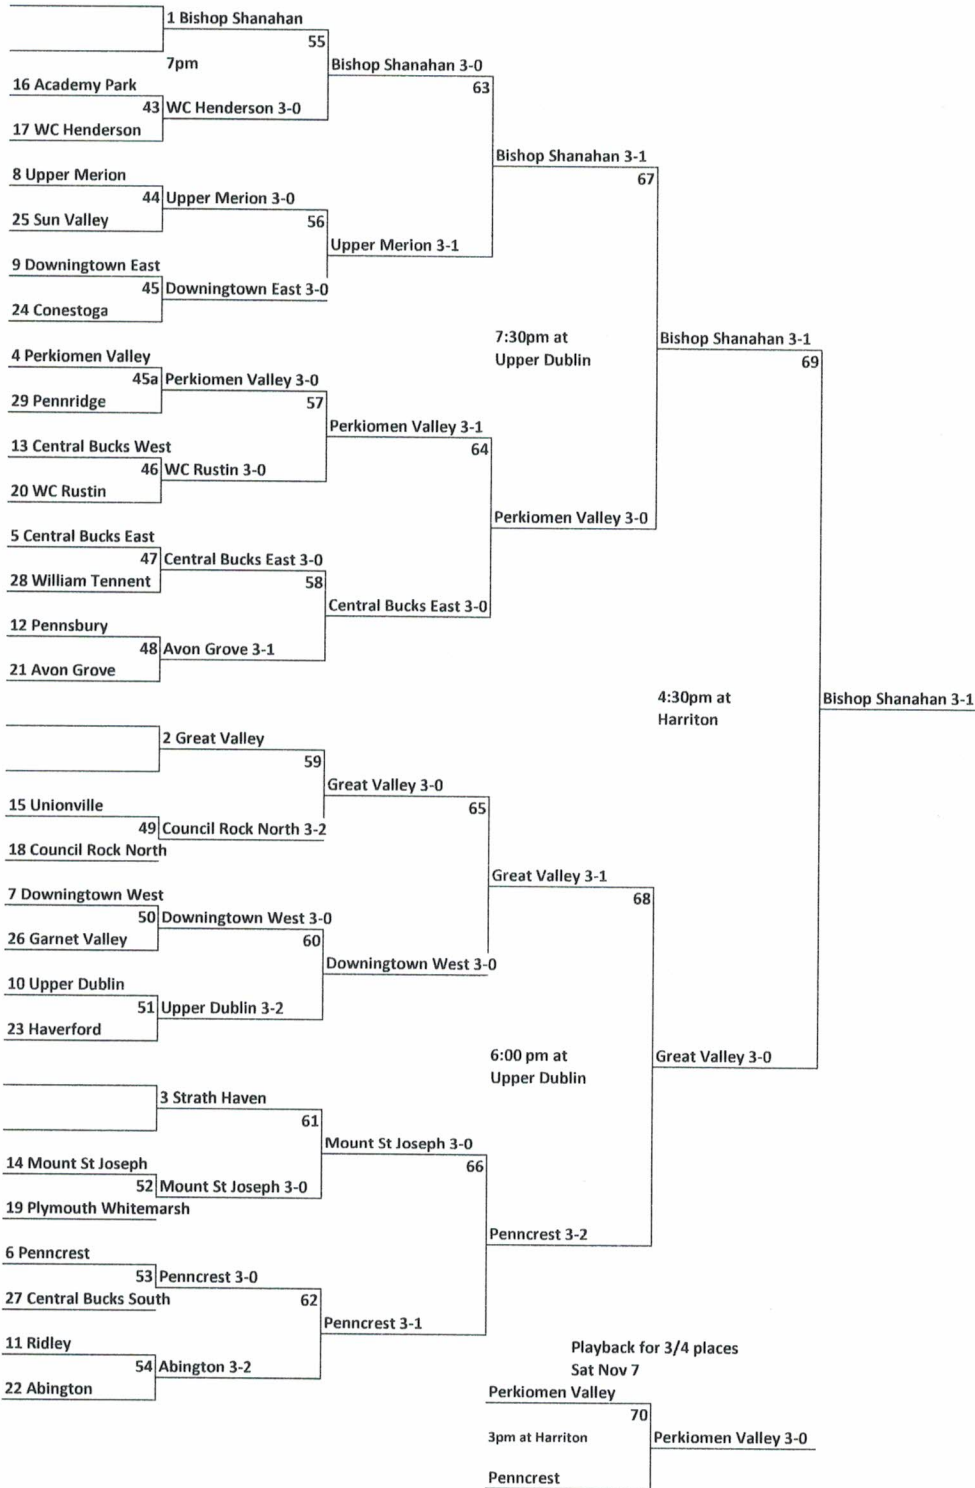 1 Bishop Shanahan
55
7pm
Bishop Shanahan 3-0
63
16 Academy Park
43 WC Henderson 3-0
17 WC Henderson
Bishop Shanahan 3-1
67
8 Upper Merion
44 Upper Merion 3-0
56
25 Sun Valley
Upper Merion 3-1
9 Downingtown East
45 Downingtown East 3-0
24 Conestoga
7:30pm at
Upper Dublin
Bishop Shanahan 3-1
69
4 Perkiomen Valley
45a Perkiomen Valley 3-0
57
29 Pennridge
Perkiomen Valley 3-1
64
13 Central Bucks West
46 WC Rustin 3-0
20 WC Rustin
Perkiomen Valley 3-0
5 Central Bucks East
47 Central Bucks East 3-0
58
28 William Tennent
Central Bucks East 3-0
12 Pennsbury
48 Avon Grove 3-1
21 Avon Grove
4:30pm at
Harriton
Bishop Shanahan 3-1
2 Great Valley
59
Great Valley 3-0
65
15 Unionville
49 Council Rock North 3-2
18 Council Rock North
Great Valley 3-1
68
7 Downingtown West
50 Downingtown West 3-0
60
26 Garnet Valley
Downingtown West 3-0
10 Upper Dublin
51 Upper Dublin 3-2
23 Haverford
6:00 pm at
Upper Dublin
Great Valley 3-0
3 Strath Haven
61
Mount St Joseph 3-0
66
14 Mount St Joseph
52 Mount St Joseph 3-0
19 Plymouth Whitemarsh
Penncrest 3-2
6 Penncrest
53 Penncrest 3-0
62
27 Central Bucks South
Penncrest 3-1
11 Ridley
54 Abington 3-2
22 Abington
Playback for 3/4 places
Sat Nov 7
Perkiomen Valley
70
3pm at Harriton
Perkiomen Valley 3-0
Penncrest